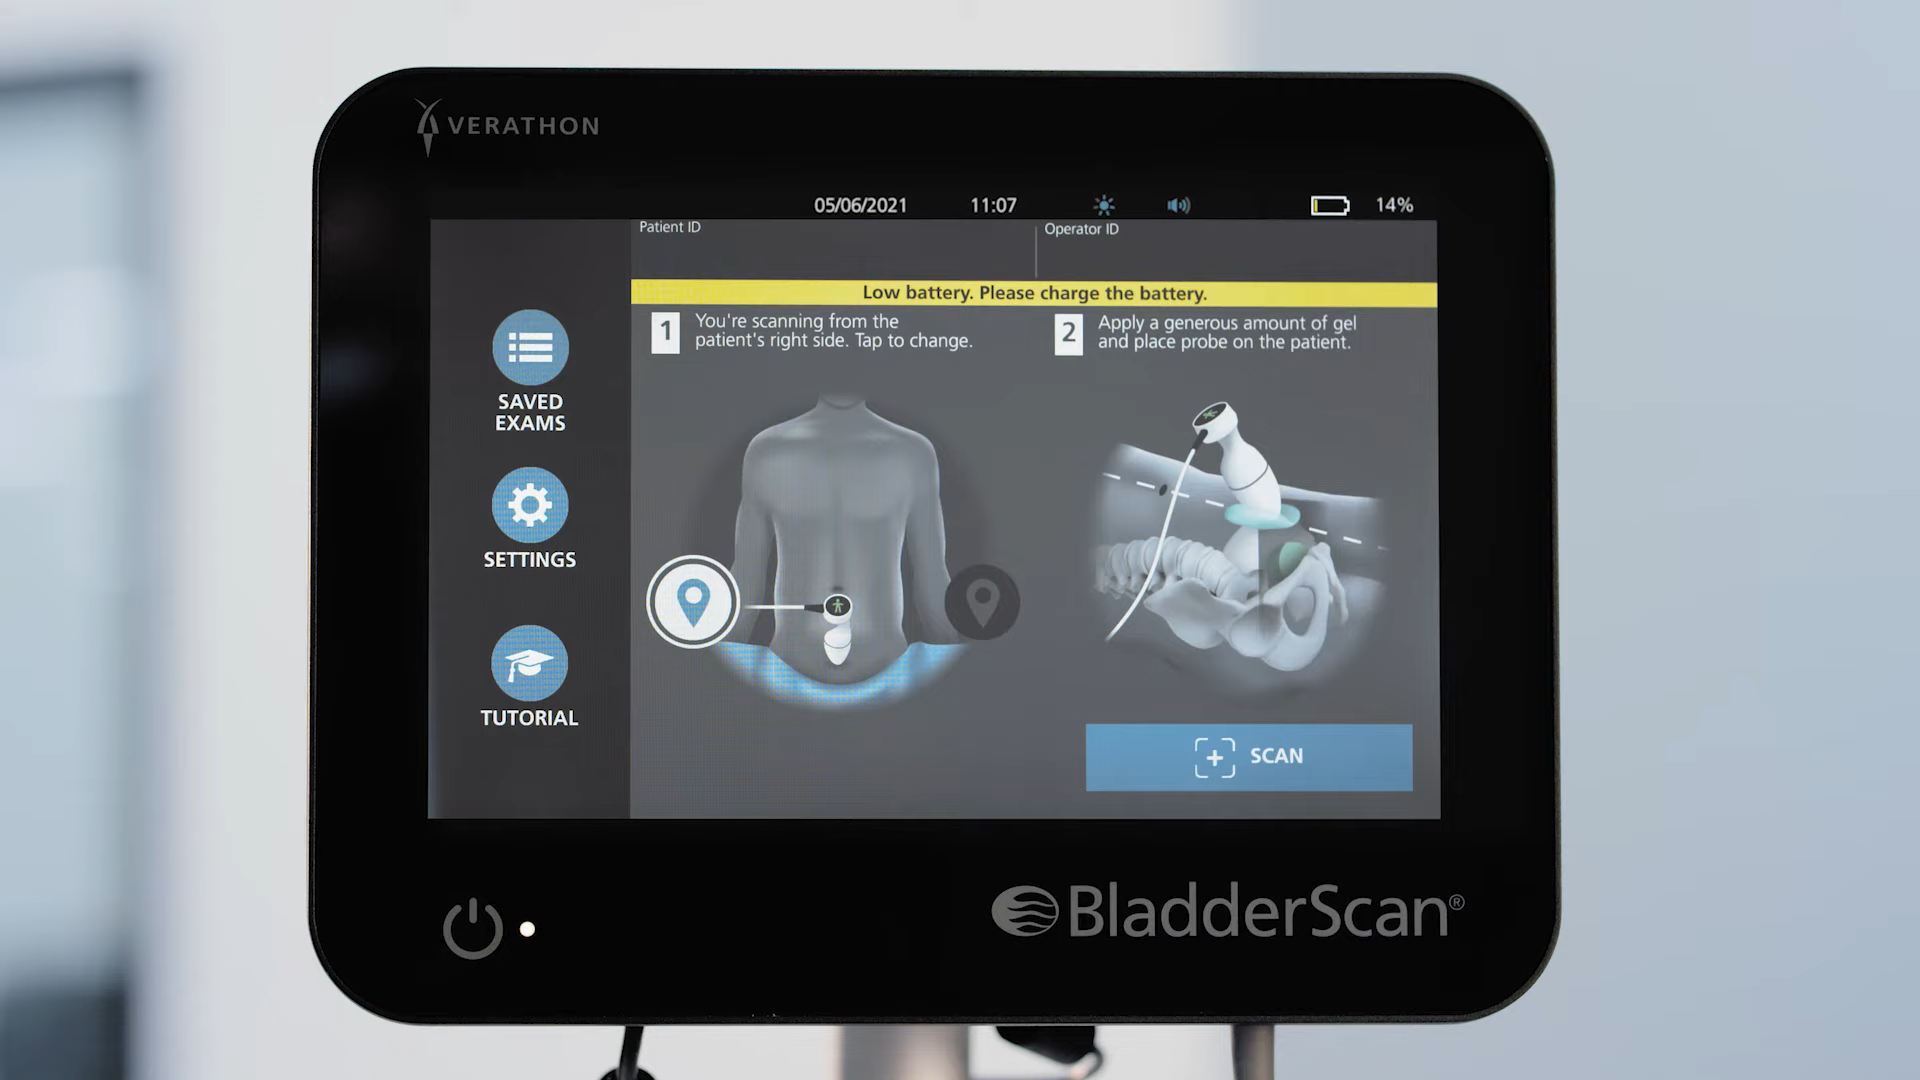 VERATHON
05/06/2021 11:07 14%
Patient ID
Operator ID
Low battery. Please charge the battery.
1
You're scanning from the
patient's right side. Tap to change.
2
Apply a generous amount of gel
and place probe on the patient.
SAVED
EXAMS
SETTINGS
TUTORIAL
SCAN
BladderScan®